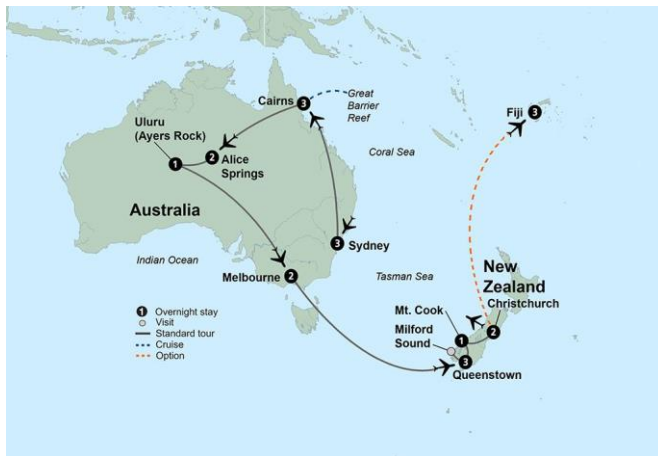 Cairns
3
Great
Barrier
Reef
Fiji
3
Uluru
(Ayers Rock)
1
2
Alice
Springs
Coral Sea
Australia
3
Sydney
Indian Ocean
Melbourne
2
Tasman Sea
New
Zealand
Christchurch
2
Mt. Cook
1
Milford
Sound
3
Queenstown
1 Overnight stay
Visit
Standard tour
Cruise
Option